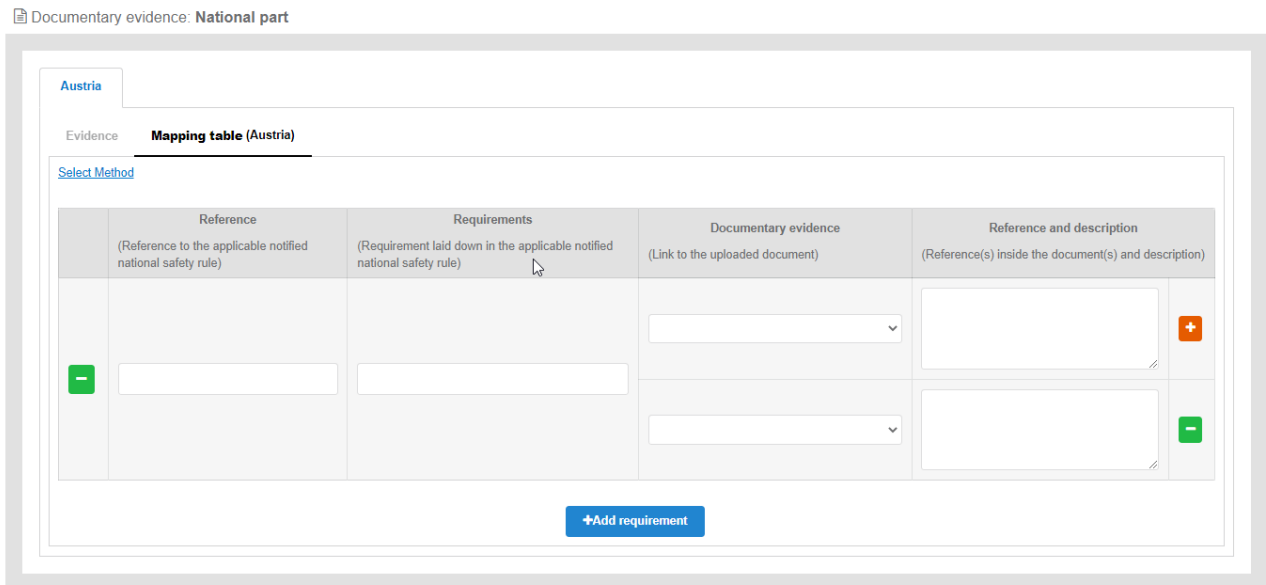 Documentary evidence: National part
Austria
Evidence
Mapping table (Austria)
Select Method
Reference
(Reference to the applicable notified
national safety rule)
Requirements
(Requirement laid down in the applicable notified
national safety rule)
Documentary evidence
(Link to the uploaded document)
Reference and description
(Reference(s) inside the document(s) and description)
+Add requirement